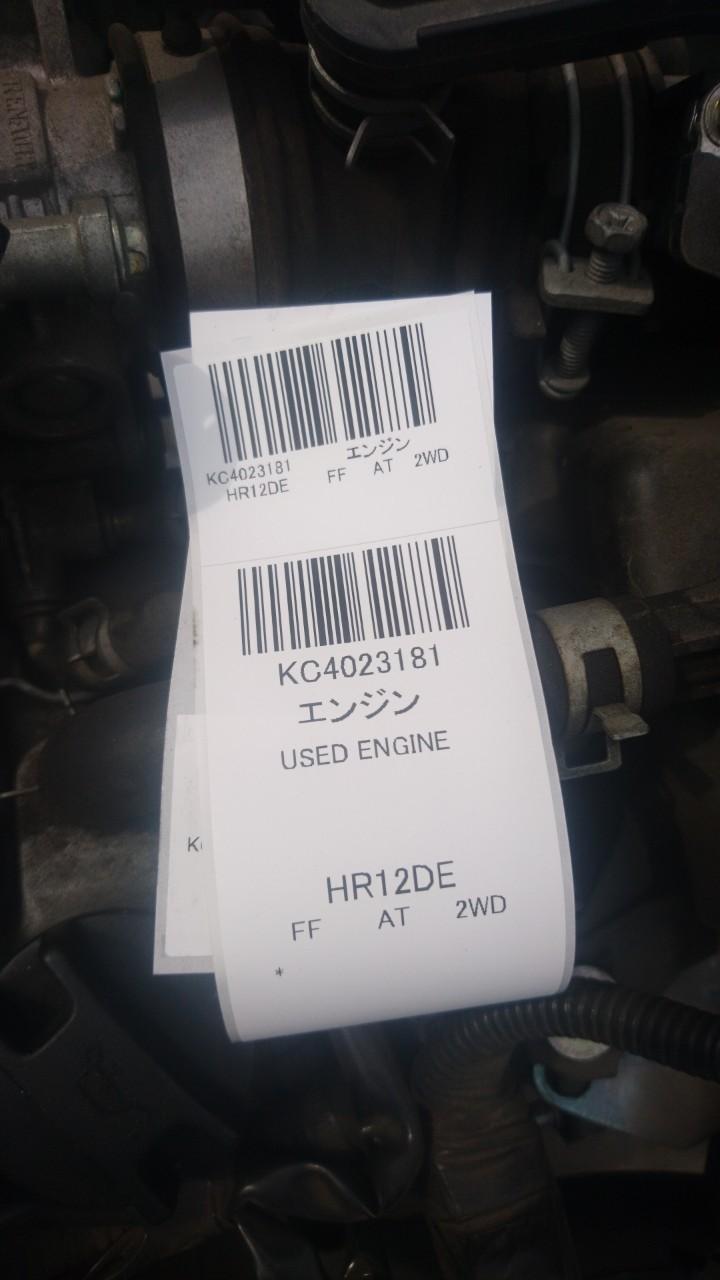 RENAULT
KC4023181 エンジン
HR12DE FF AT 2WD
KC4023181
エンジン
USED ENGINE
K
HR12DE
FF AT 2WD
*